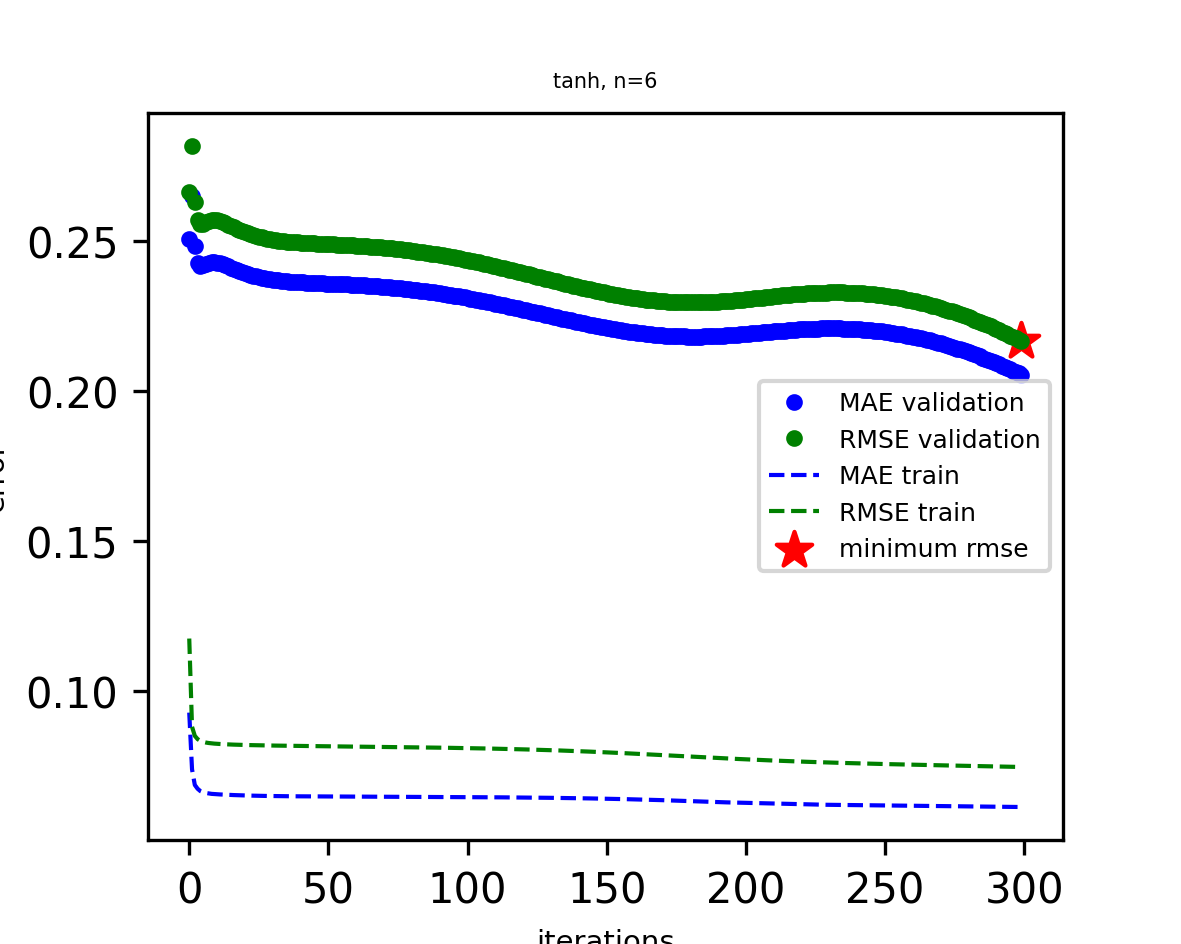 tanh, n=6
0.25
0.20
0.15
0.10
MAE validation
RMSE validation
MAE train
RMSE train
minimum rmse
0 50 100 150 200 250 300
iterations